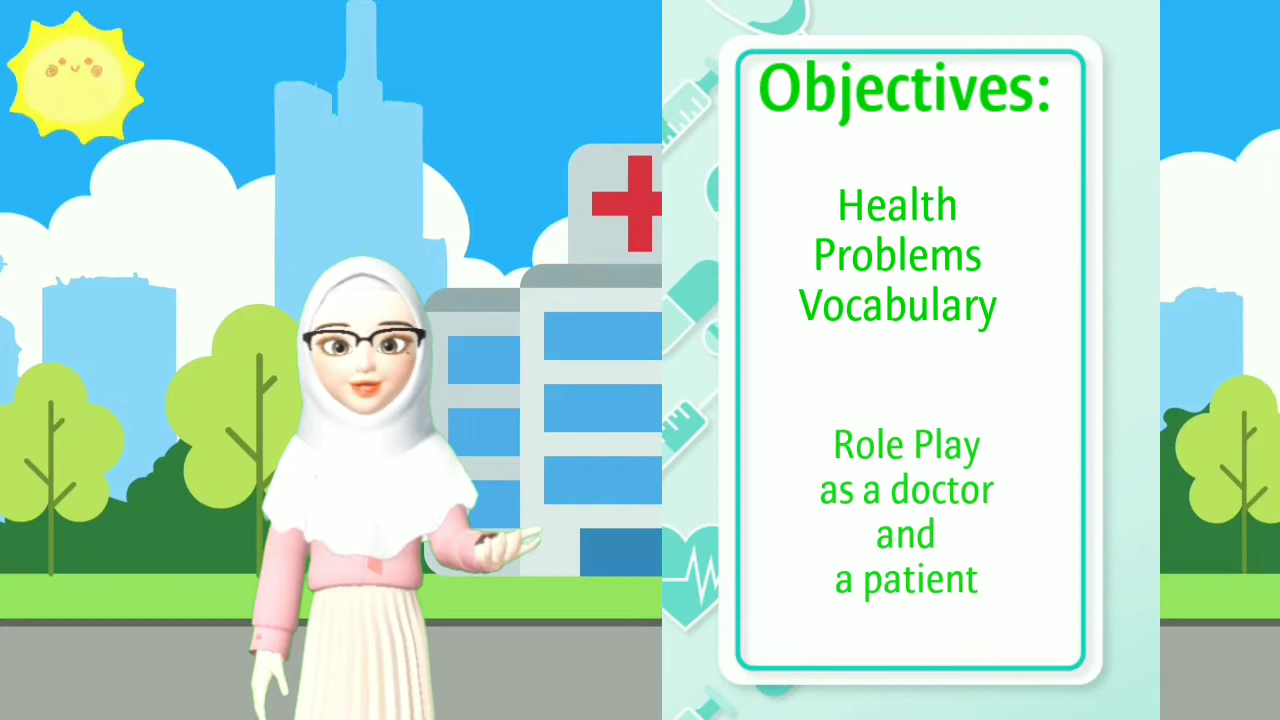 Objectives:
Health
Problems
Vocabulary
Role Play
as a doctor
and
a patient